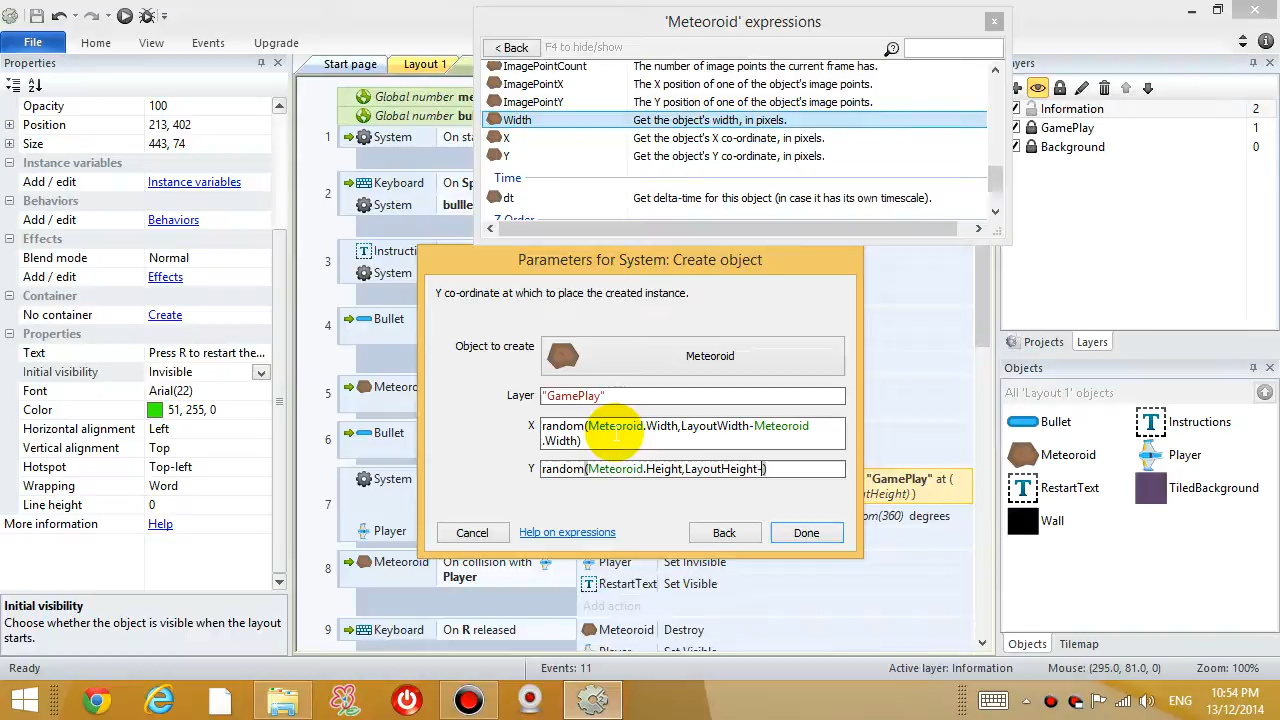 'Meteoroid' expressions
x
File
Home
View
Events
Upgrade
< Back
F4 to hide/show
Properties
Start page
Layout 1
ayers
ImagePointCount
The number of image points the current frame has.
ImagePointX
The X position of one of the object's image points.
ImagePointY
The Y position of one of the object's image points.
Width
Get the object's width, in pixels.
X
Get the object's X co-ordinate, in pixels.
Y
Get the object's Y co-ordinate, in pixels.
Time
dt
Get delta-time for this object (in case it has its own timescale).
Z Order
Opacity
100
Position
213, 402
Size
443, 74
Instance variables
Add / edit
Instance variables
Behaviors
Add / edit
Behaviors
Effects
Blend mode
Normal
Add / edit
Effects
Container
No container
Create
Properties
Text
Press R to restart the...
Initial visibility
Invisible
Font
Arial(22)
Color
51, 255, 0
Horizontal alignment
Left
Vertical alignment
Top
Hotspot
Top-left
Wrapping
Word
Line height
0
More information
Help
Initial visibility
Choose whether the object is visible when the layout
starts.
Global number me
Global number bu
1
System
On st
2
Keyboard
On Sp
System
bulle
3
Instructi
System
4
Bullet
5
Meteoro
6
Bullet
7
System
Player
8
Meteoroid
On collision with
Player
9
Keyboard
On R released
Parameters for System: Create object
Y co-ordinate at which to place the created instance.
Object to create
Meteoroid
Layer
"GamePlay"
X
random(Meteoroid.Width,LayoutWidth-Meteoroid
.Width)
Y
random(Meteoroid.Height,LayoutHeight-)
Cancel
Help on expressions
Back
Done
"GamePlay" at (
utHeight) )
om(360) degrees
Player
Set Invisible
RestartText
Set Visible
Add action
Meteoroid
Destroy
Information
2
GamePlay
1
Background
0
Projects
Layers
Objects
All 'Layout 1' objects
Bullet
Instructions
Meteoroid
Player
RestartText
TiledBackground
Wall
Objects
Tilemap
Ready
Events: 11
Active layer: Information
Mouse: (295.0, 81.0, 0)
Zoom: 100%
ENG
10:54 PM
13/12/2014